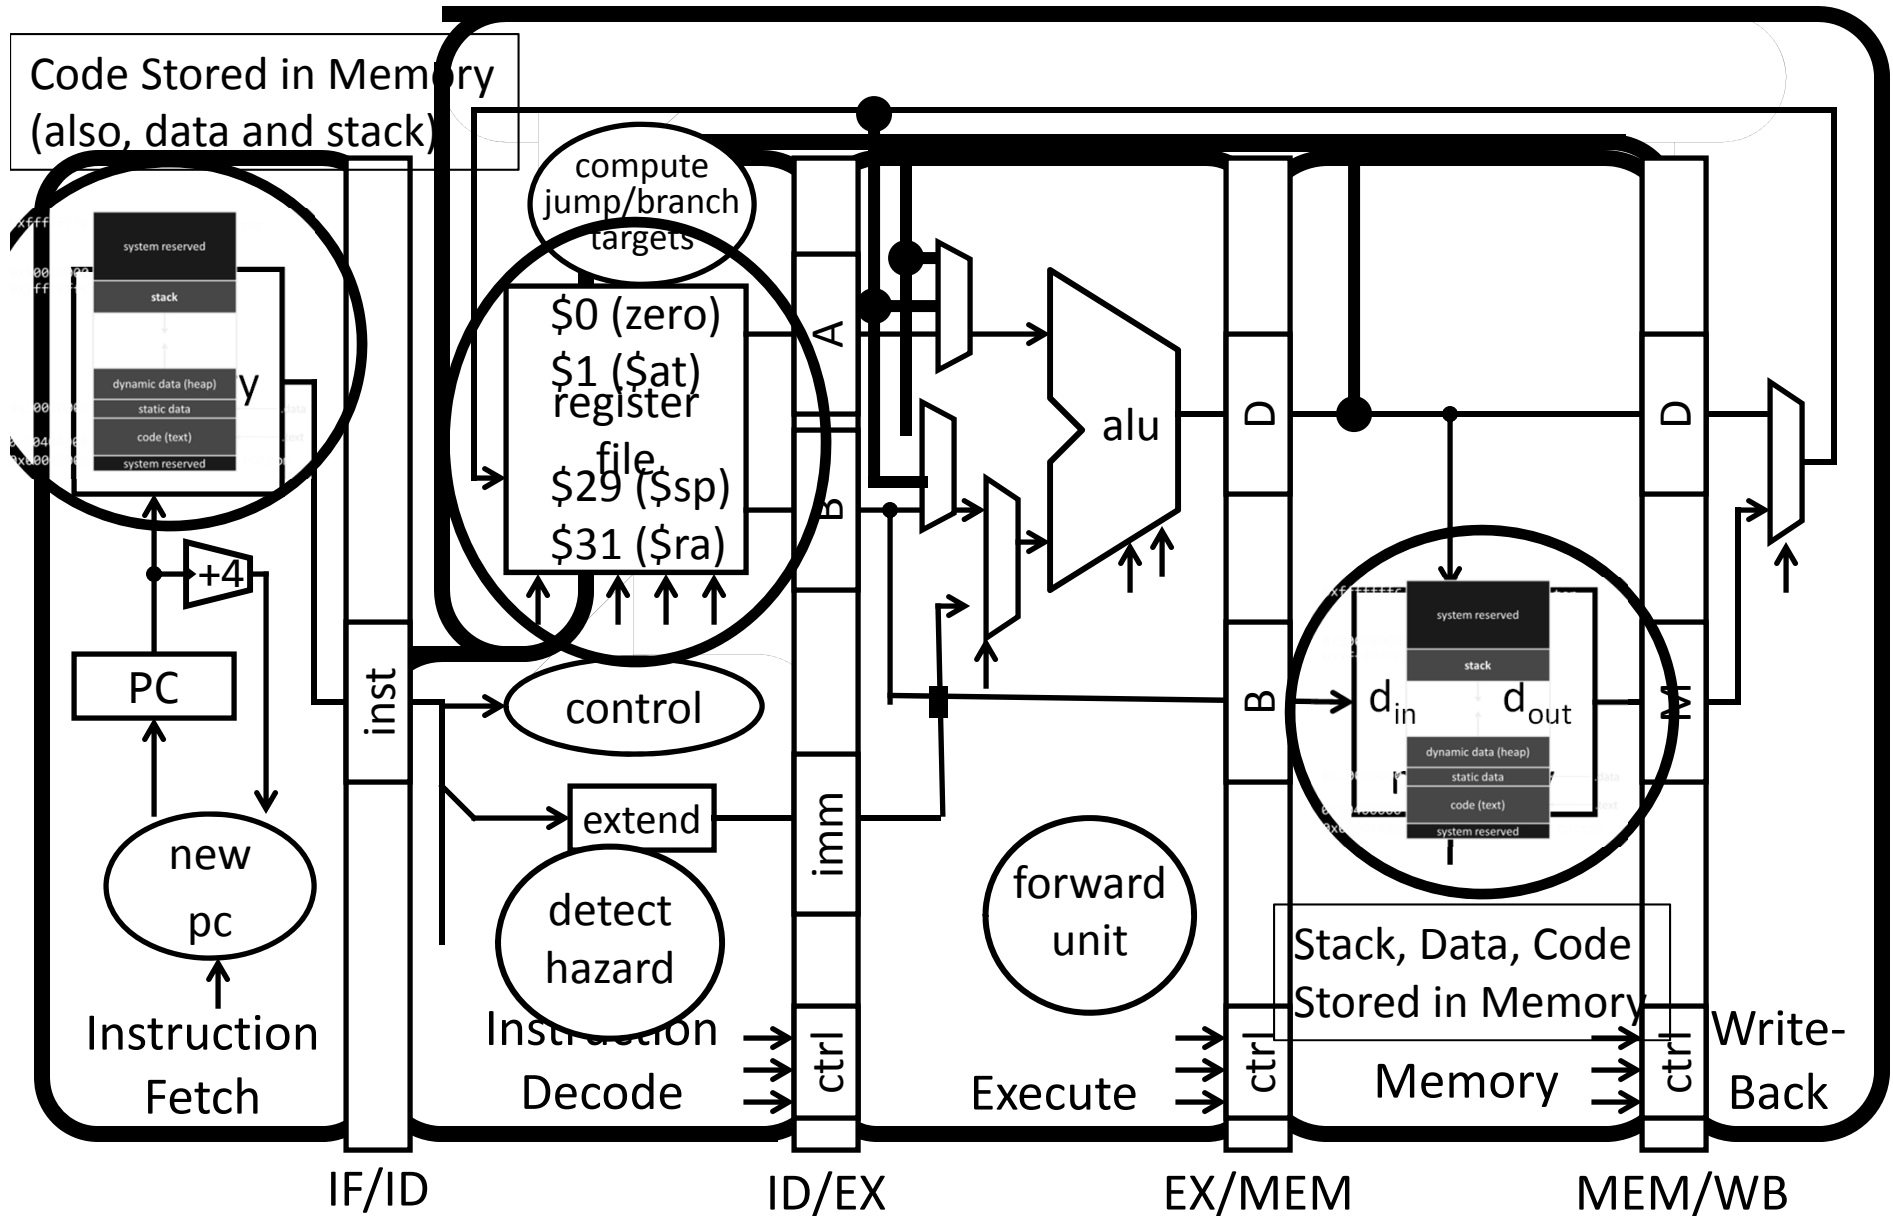 Code Stored in Memory
(also, data and stack)
compute
jump/branch
targets
system reserved
stack
dynamic data (heap)
static data
code (text)
system reserved
y
$0 (zero)
$1 ($at)
register
file
$29 ($sp)
$31 ($ra)
A
B
alu
D
D
+4
PC
inst
control
extend
imm
new
pc
detect
hazard
forward
unit
B
d_in
d_out
M
system reserved
stack
dynamic data (heap)
static data
code (text)
system reserved
Stack, Data, Code
Stored in Memory
ctrl
ctrl
ctrl
Instruction
Fetch
Instruction
Decode
Execute
Memory
Write-
Back
IF/ID
ID/EX
EX/MEM
MEM/WB